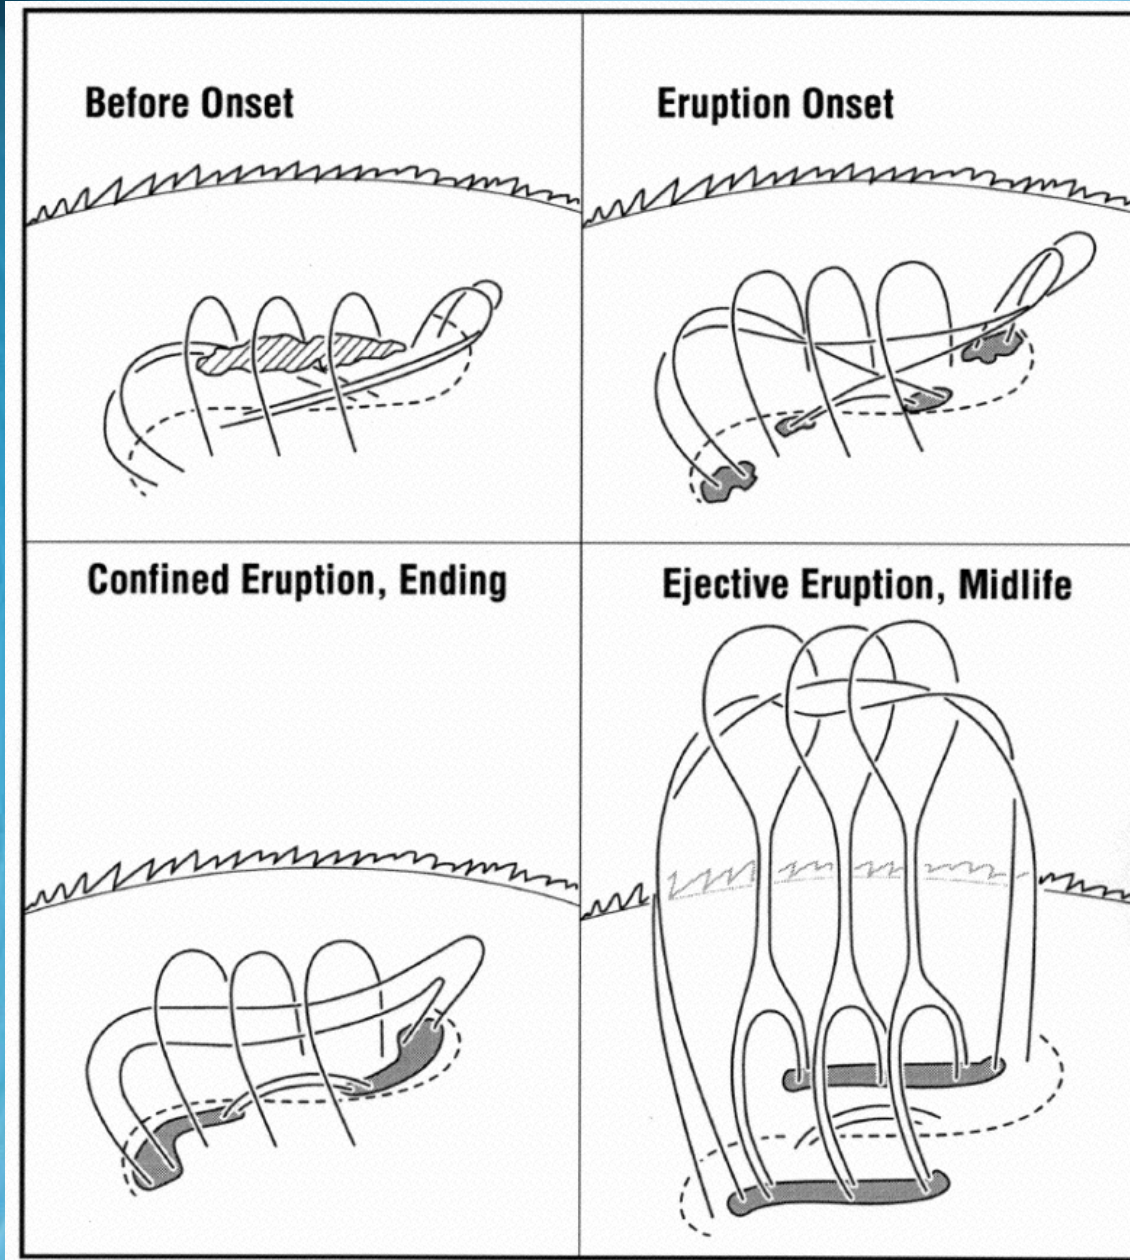 Before Onset
Eruption Onset
Confined Eruption, Ending
Ejective Eruption, Midlife